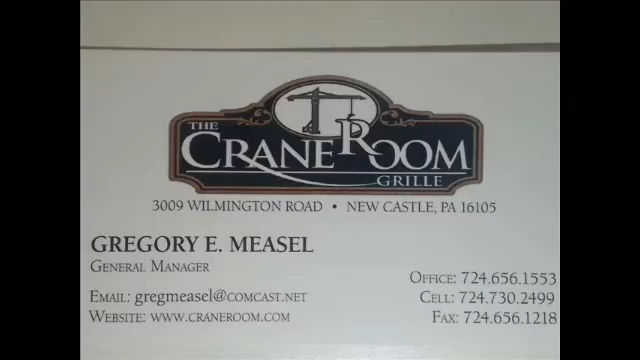 THE
CRANE ROOM
GRILLE
3009 WILMINGTON ROAD • NEW CASTLE, PA 16105
GREGORY E. MEASEL
GENERAL MANAGER
OFFICE: 724.656.1553
EMAIL: gregmeasel@COMCAST.NET
CELL: 724.730.2499
WEBSITE: WWW.CRANEROOM.COM
FAX: 724.656.1218